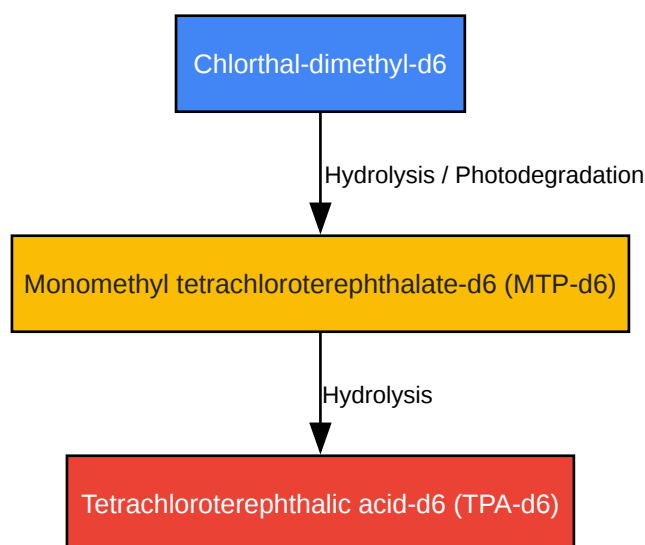 Chlorthal-dimethyl-d6
Hydrolysis / Photodegradation
Monomethyl tetrachloroterephthalate-d6 (MTP-d6)
Hydrolysis
Tetrachloroterephthalic acid-d6 (TPA-d6)